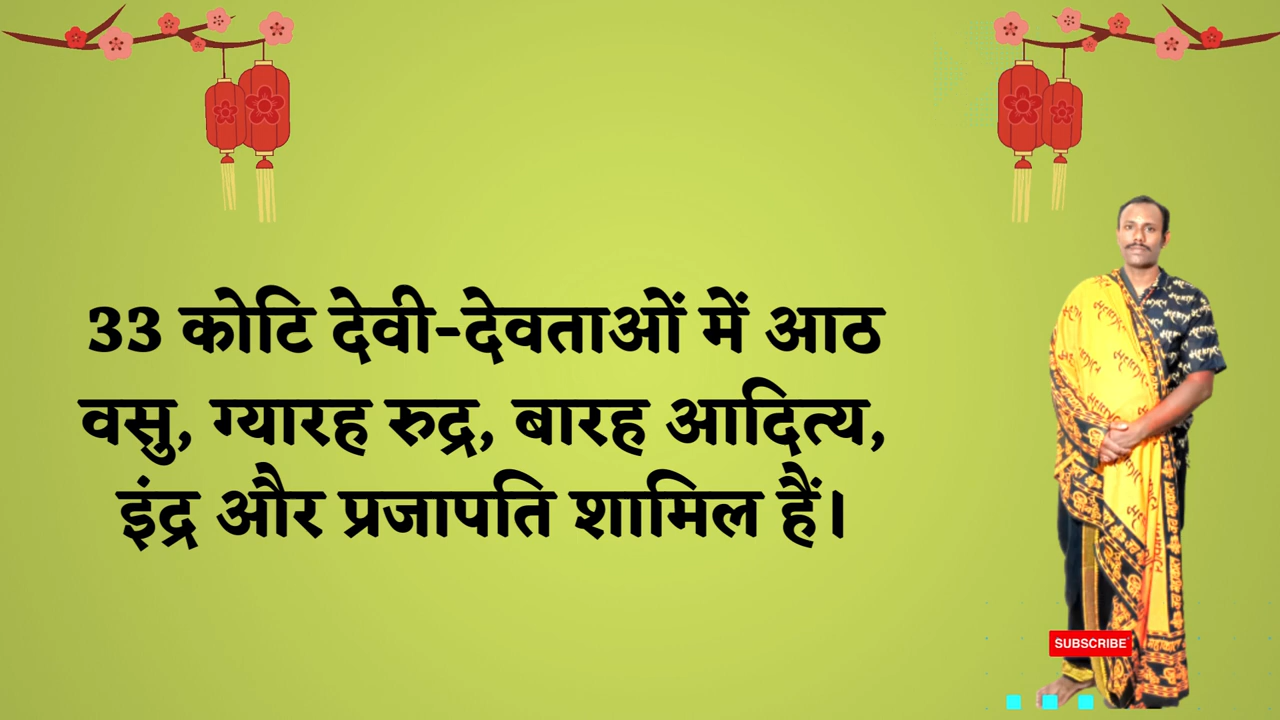 33 कोटि देवी-देवताओं में आठ
वसु, ग्यारह रुद्र, बारह आदित्य,
इंद्र और प्रजापति शामिल हैं।
SUBSCRIBE